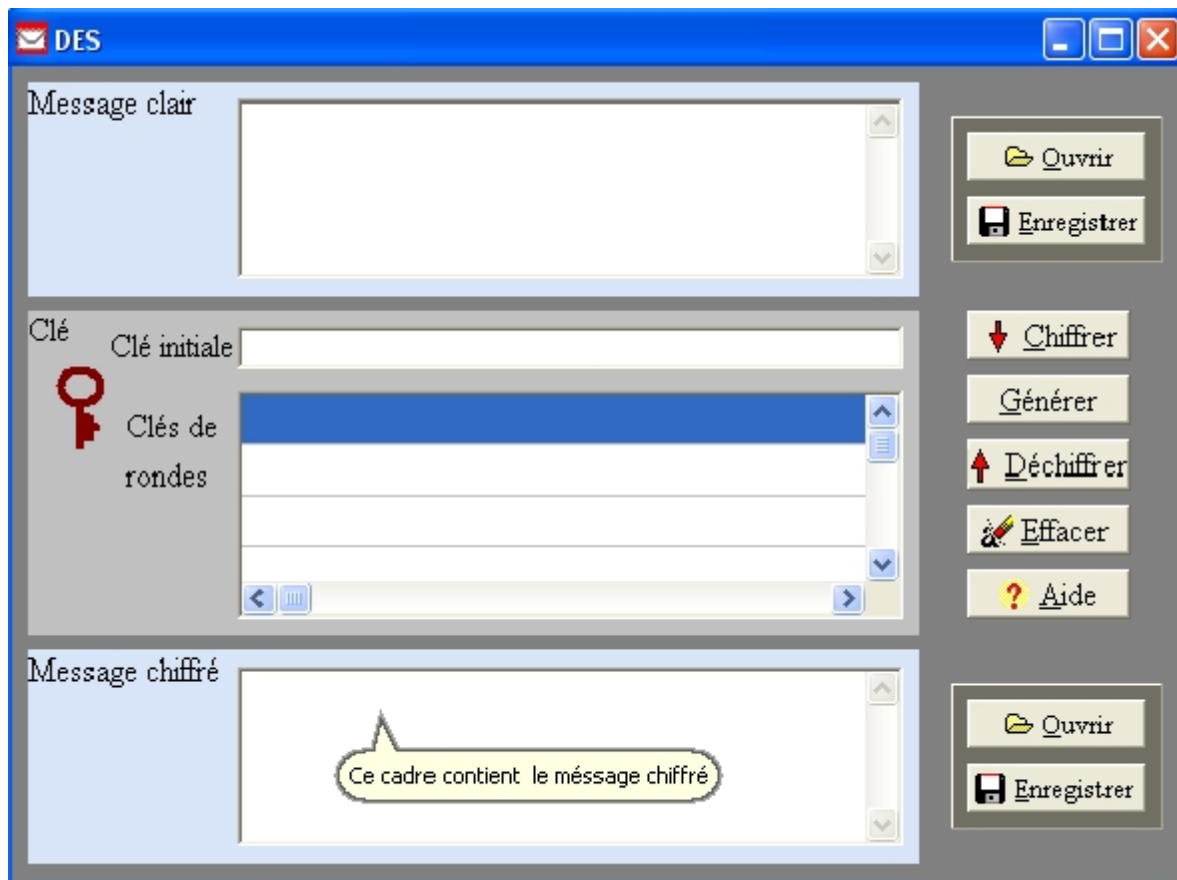 DES
Message clair
Ouvrir
Enregistrer
Clé
Clé initiale
Clés de
rondes
Chiffrer
Générer
Déchiffrer
Effacer
Aide
Message chiffré
Ce cadre contient le méssage chiffré
Ouvrir
Enregistrer